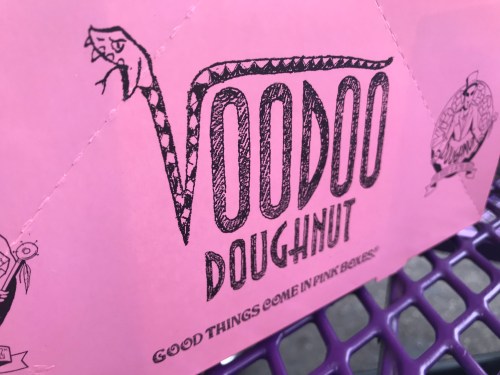 VOODOO
DOUGHNUT
GOOD THINGS COME IN PINK BOXES!